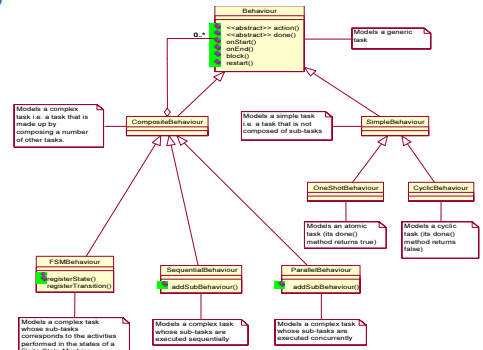 Behaviour
<<abstract>> action()
<<abstract>> done()
onStart()
onEnd()
block()
restart()
0..*
Models a generic
task
Models a complex
task i.e. a task that is
made up by
composing a number
of other tasks.
CompositeBehaviour
Models a simple task
i.e. a task that is not
composed of sub-tasks
SimpleBehaviour
OneShotBehaviour
CyclicBehaviour
Models an atomic
task (its done()
method returns true)
Models a cyclic
task (its done()
method returns
false)
FSMBehaviour
registerState()
registerTransition()
SequentialBehaviour
addSubBehaviour()
ParallelBehaviour
addSubBehaviour()
Models a complex task
whose sub-tasks
corresponds to the activities
performed in the states of a
Models a complex task
whose sub-tasks are
executed sequentially
Models a complex task
whose sub-tasks are
executed concurrently